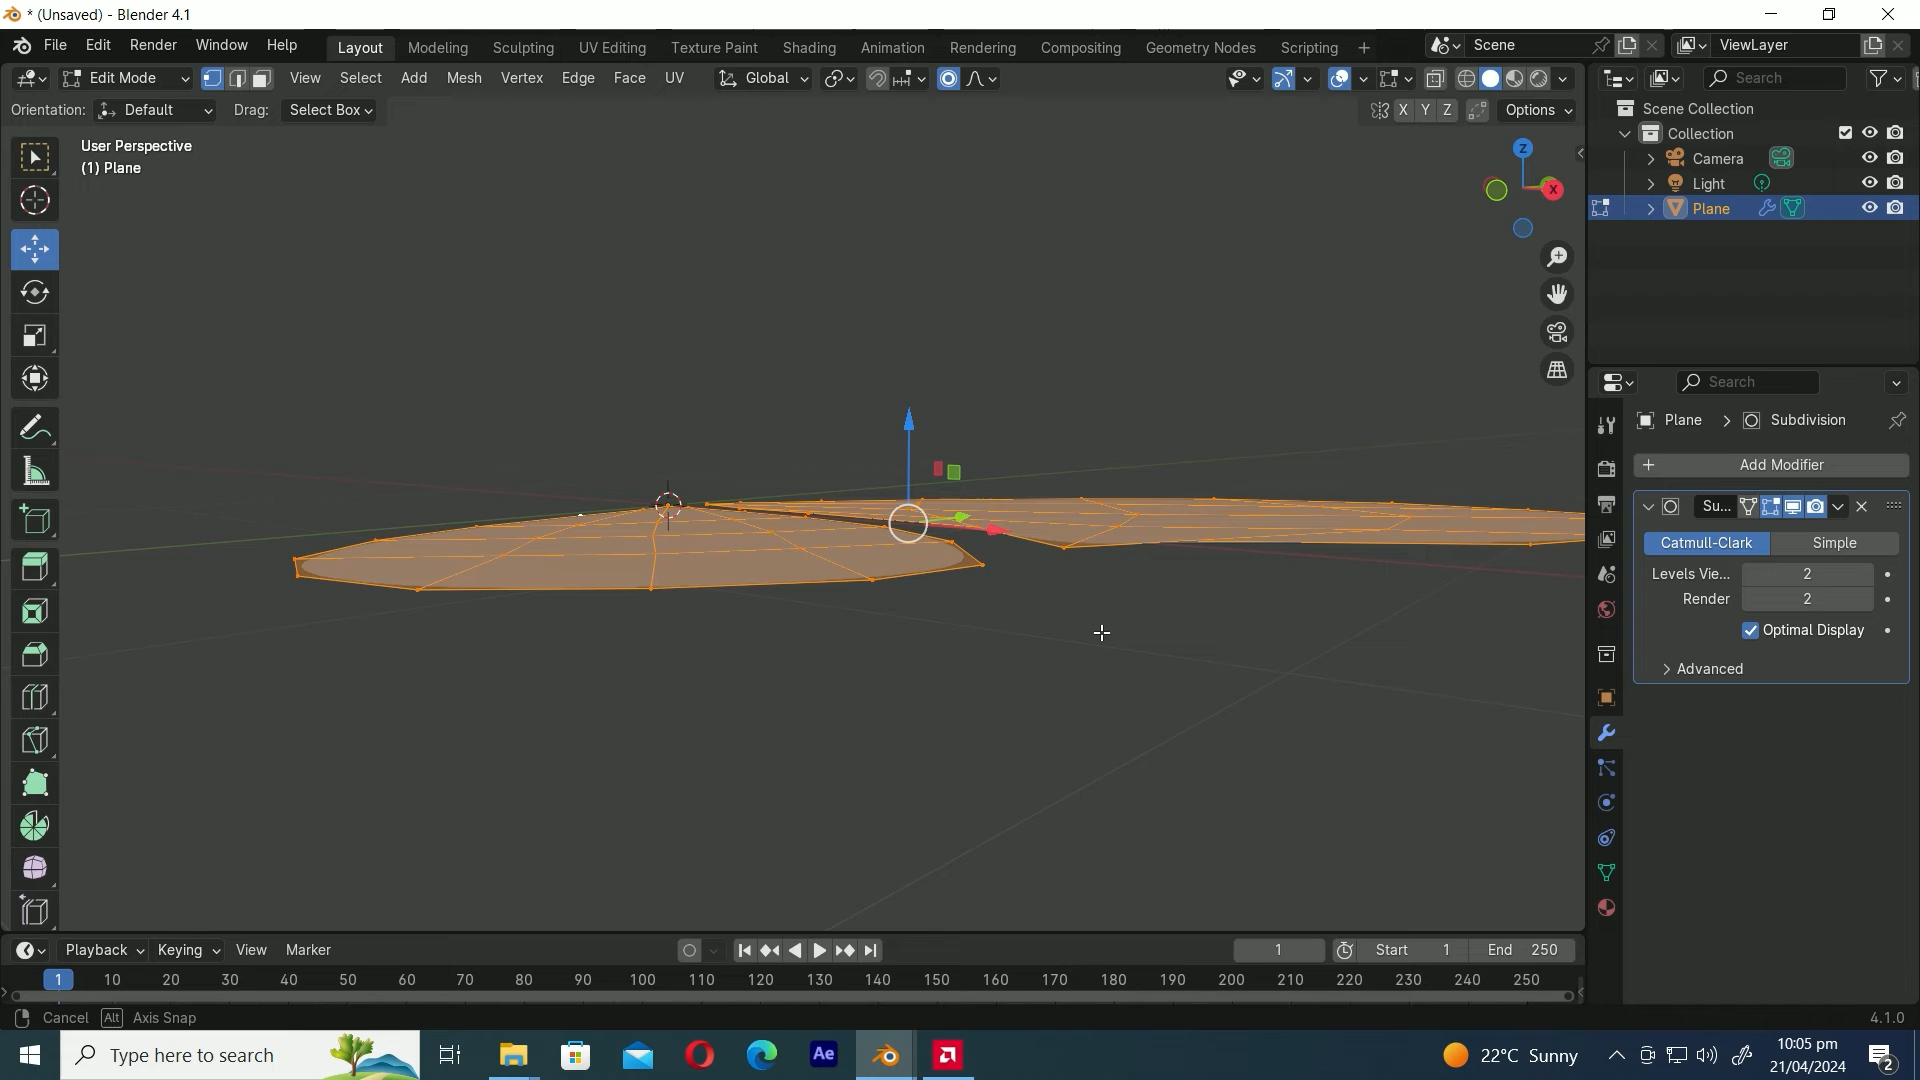 * (Unsaved) - Blender 4.1
File Edit Render Window Help Layout Modeling Sculpting UV Editing Texture Paint Shading Animation Rendering Compositing Geometry Nodes Scripting + Scene ViewLayer
Edit Mode View Select Add Mesh Vertex Edge Face UV Global Search
Orientation: Default Drag: Select Box X Y Z Options
Scene Collection
Collection
Camera
Light
Plane
User Perspective
(1) Plane
Z
X
Search
Plane > Subdivision
+ Add Modifier
Su...
Catmull-Clark Simple
Levels Vie... 2
Render 2
Optimal Display
Advanced
Playback Keying View Marker 1 Start 1 End 250
1 10 20 30 40 50 60 70 80 90 100 110 120 130 140 150 160 170 180 190 200 210 220 230 240 250
Cancel Alt Axis Snap 4.1.0
Type here to search Ae 22°C Sunny 10:05 pm
21/04/2024 2